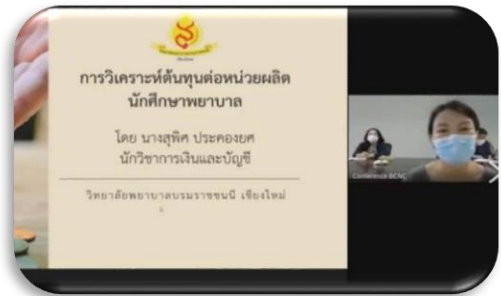 การวิเคราะห์ต้นทุนต่อหน่วยผลิต
นักศึกษาพยาบาล
โดย นางสุพิศ ประคองยศ
นักวิชาการเงินและบัญชี
วิทยาลัยพยาบาลบรมราชชนนี เชียงใหม่
Conference BCNC